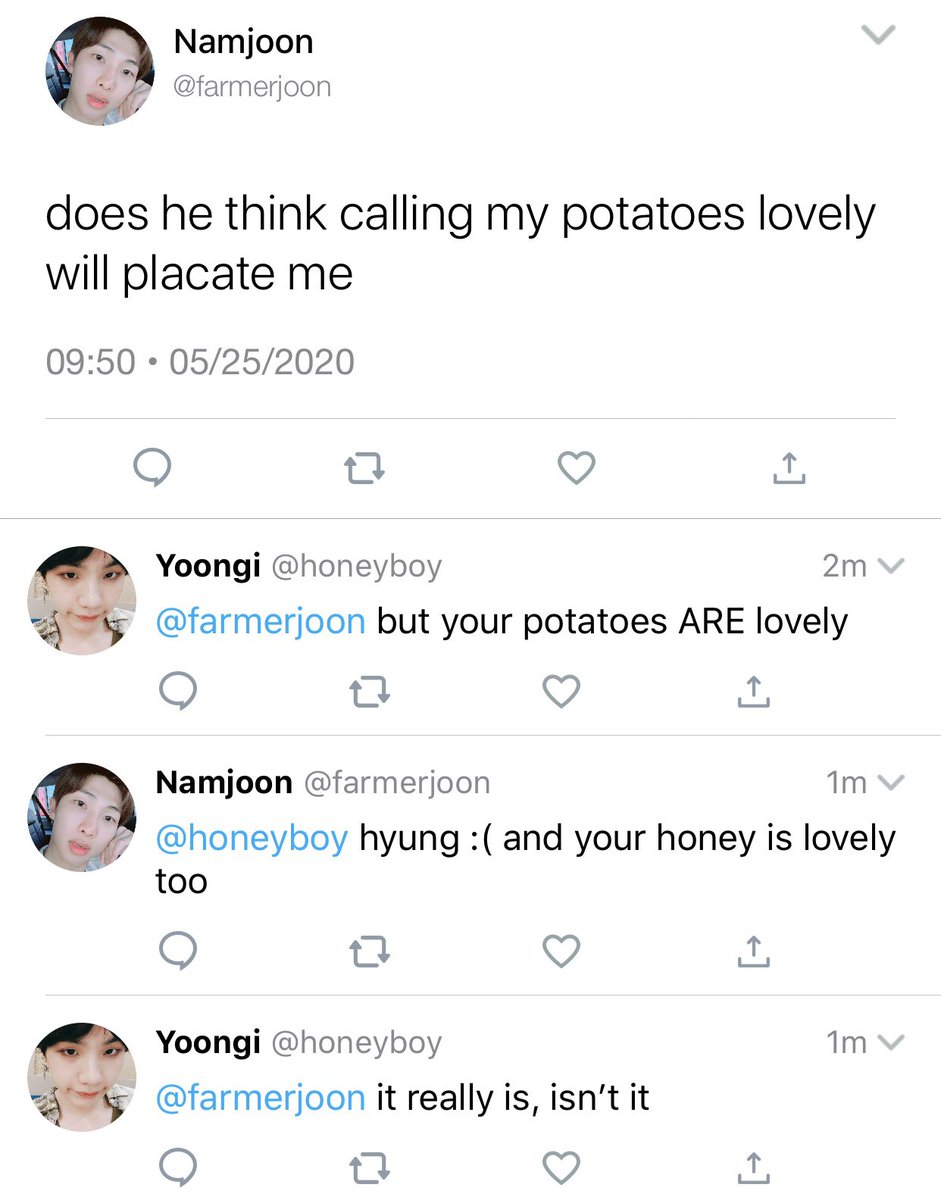 Namjoon
@farmerjoon
does he think calling my potatoes lovely
will placate me
09:50 • 05/25/2020
Yoongi @honeyboy 2m
@farmerjoon but your potatoes ARE lovely
Namjoon @farmerjoon 1m
@honeyboy hyung :( and your honey is lovely
too
Yoongi @honeyboy 1m
@farmerjoon it really is, isn’t it